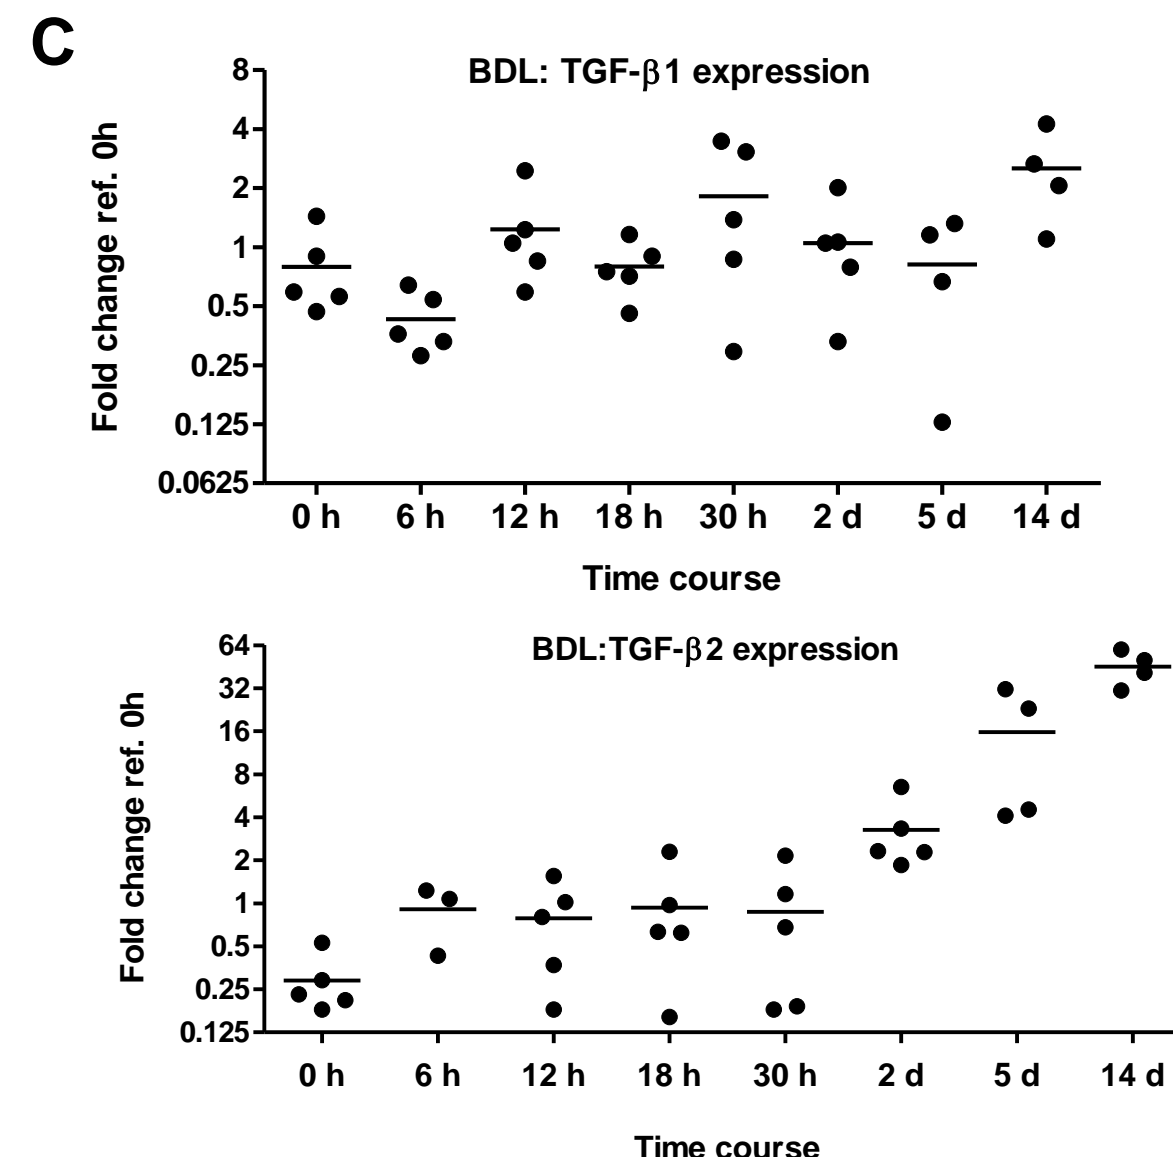 C
BDL: TGF-β1 expression
Fold change ref. 0h
8
4
2
1
0.5
0.25
0.125
0.0625
0 h 6 h 12 h 18 h 30 h 2 d 5 d 14 d
Time course
BDL:TGF-β2 expression
Fold change ref. 0h
64
32
16
8
4
2
1
0.5
0.25
0.125
0 h 6 h 12 h 18 h 30 h 2 d 5 d 14 d
Time course